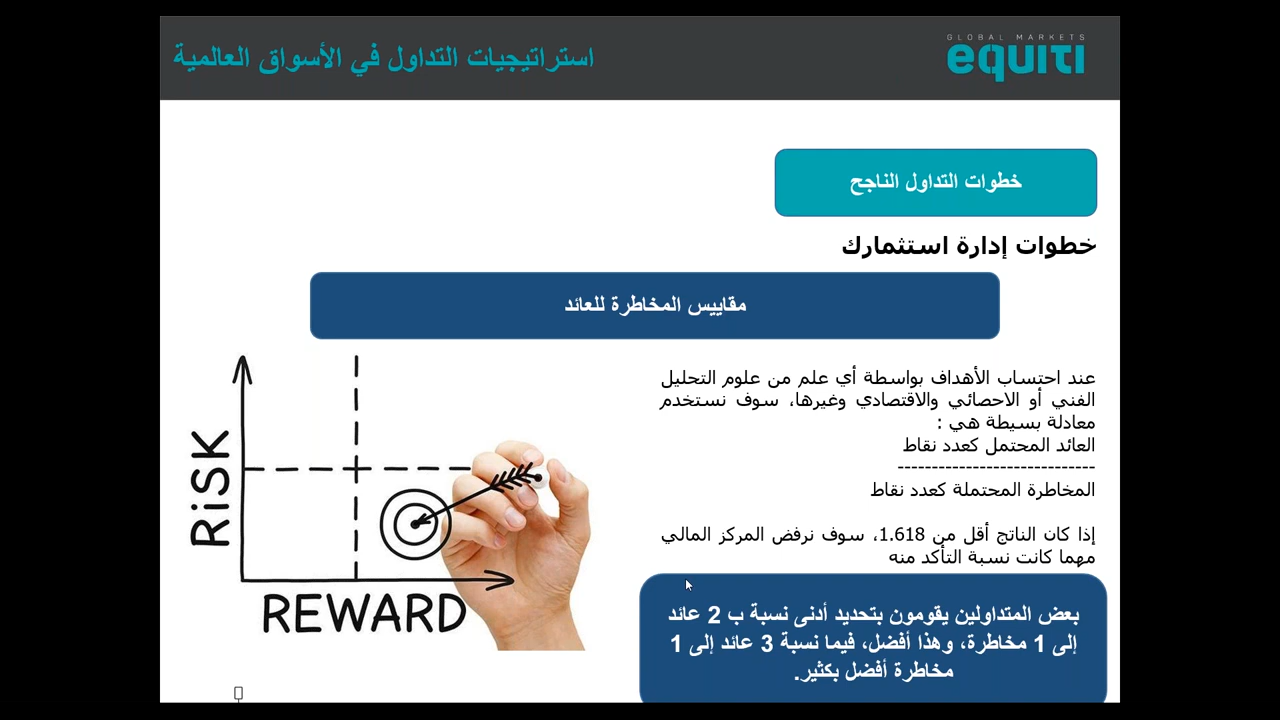 استراتيجيات التداول في الأسواق العالمية
GLOBAL MARKETS
equiti
خطوات التداول الناجح
خطوات إدارة استثمارك
مقاييس المخاطرة للعائد
عند احتساب الأهداف بواسطة أي علم من علوم التحليل
الفني أو الاحصائي والاقتصادي وغيرها، سوف نستخدم
معادلة بسيطة هي :
العائد المحتمل كعدد نقاط
-----------------------------
المخاطرة المحتملة كعدد نقاط
إذا كان الناتج أقل من 1.618، سوف نرفض المركز المالي
مهما كانت نسبة التأكد منه
بعض المتداولين يقومون بتحديد أدنى نسبة ب 2 عائد
إلى 1 مخاطرة، وهذا أفضل، فيما نسبة 3 عائد إلى 1
مخاطرة أفضل بكثير.
RiSK
REWARD